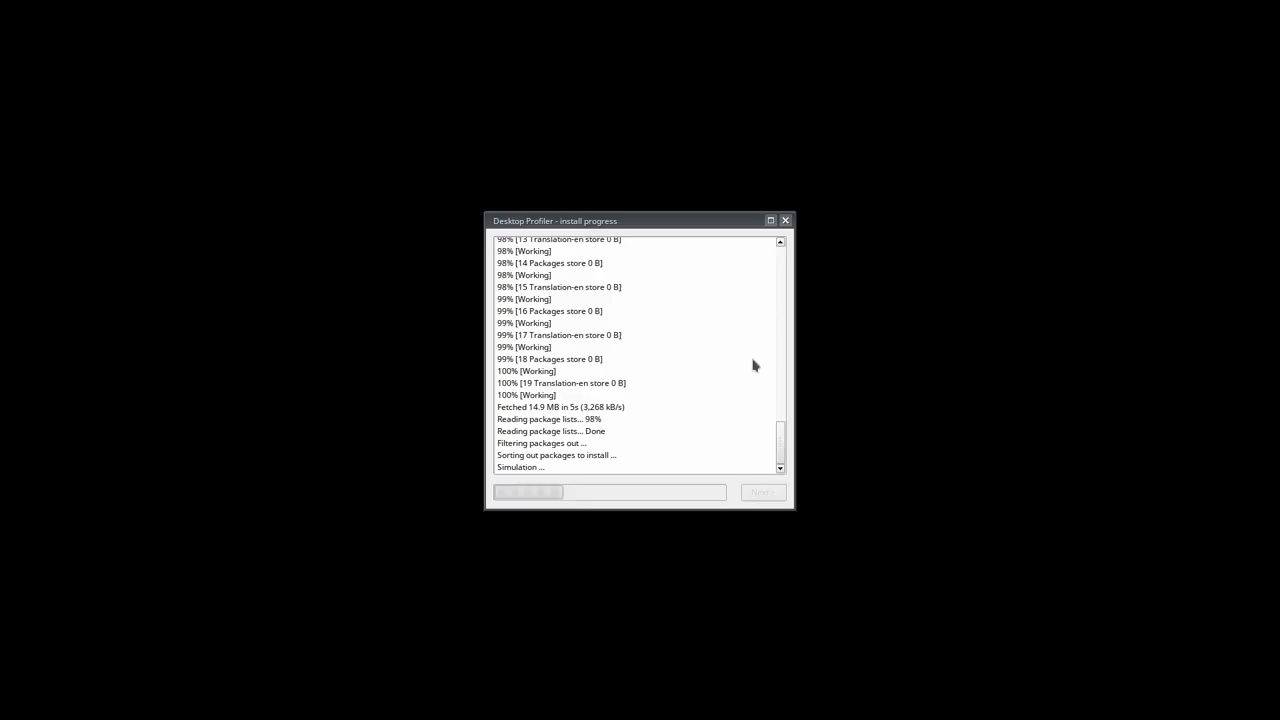 Desktop Profiler - install progress
98% [13 Translation-en store 0 B]
98% [Working]
98% [14 Packages store 0 B]
98% [Working]
98% [15 Translation-en store 0 B]
99% [Working]
99% [16 Packages store 0 B]
99% [Working]
99% [17 Translation-en store 0 B]
99% [Working]
99% [18 Packages store 0 B]
100% [Working]
100% [19 Translation-en store 0 B]
100% [Working]
Fetched 14.9 MB in 5s (3,268 kB/s)
Reading package lists... 98%
Reading package lists... Done
Filtering packages out ...
Sorting out packages to install ...
Simulation ...
Next >